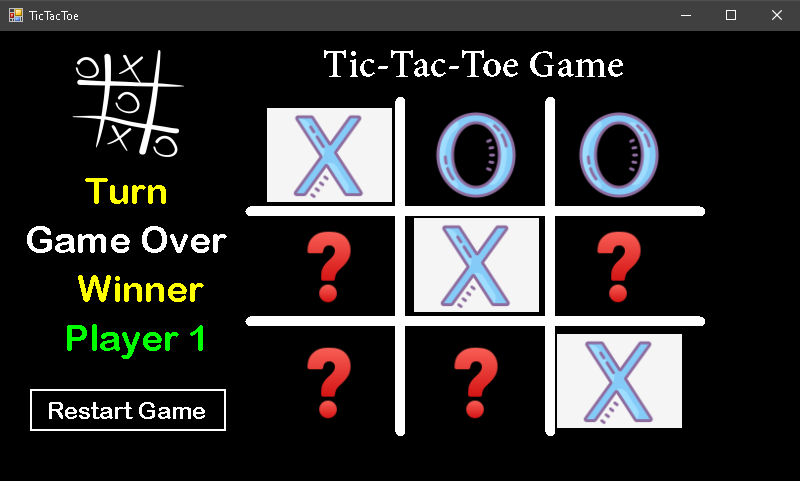 TicTacToe
Tic-Tac-Toe Game
Turn
Game Over
Winner
Player 1
Restart Game
X O O
? X ?
? ? X